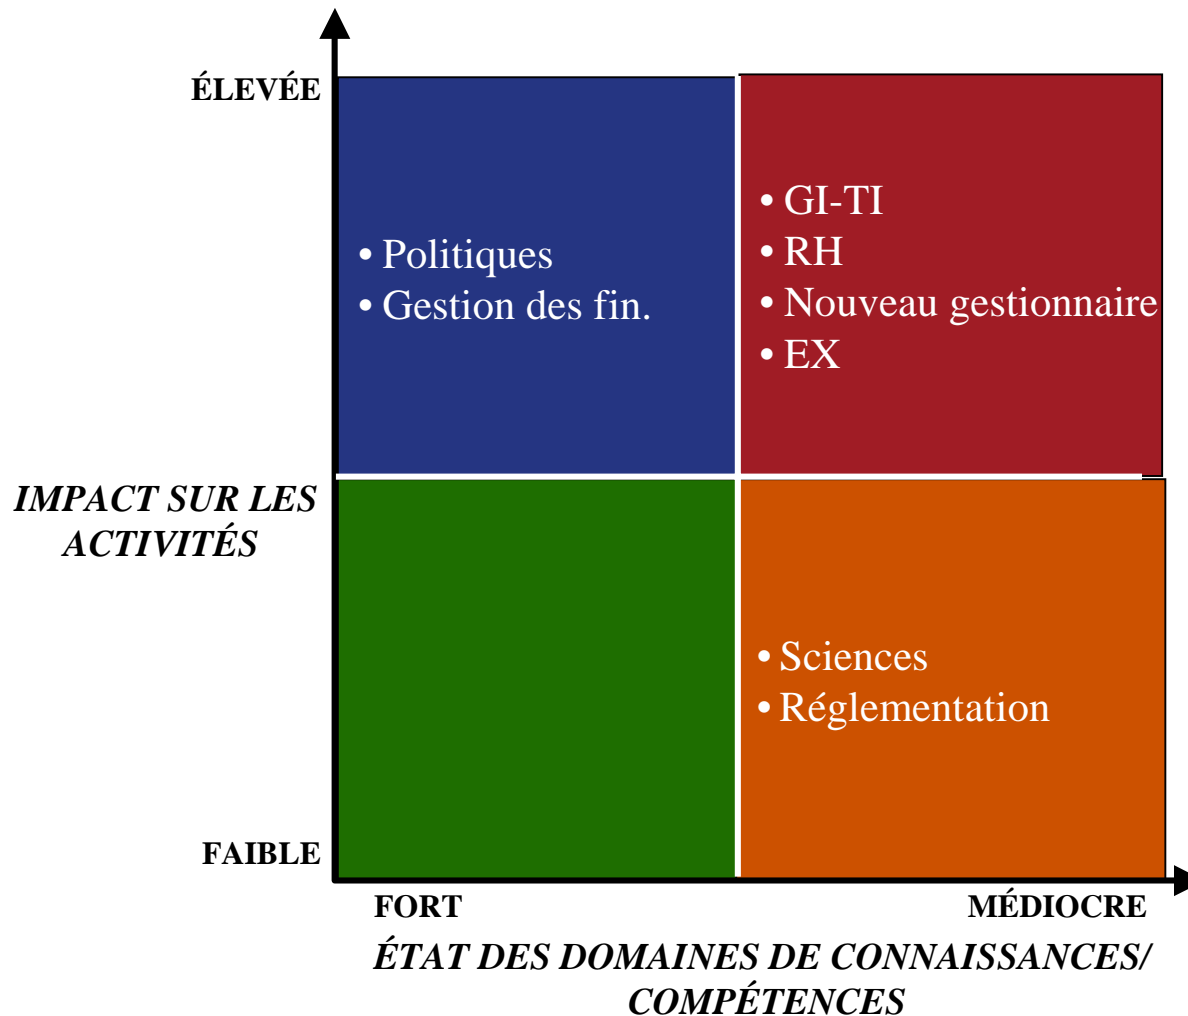 ÉLEVÉE
• Politiques
• Gestion des fin.
• GI-TI
• RH
• Nouveau gestionnaire
• EX
IMPACT SUR LES
ACTIVITÉS
• Sciences
• Réglementation
FAIBLE
FORT
MÉDIOCRE
ÉTAT DES DOMAINES DE CONNAISSANCES/
COMPÉTENCES